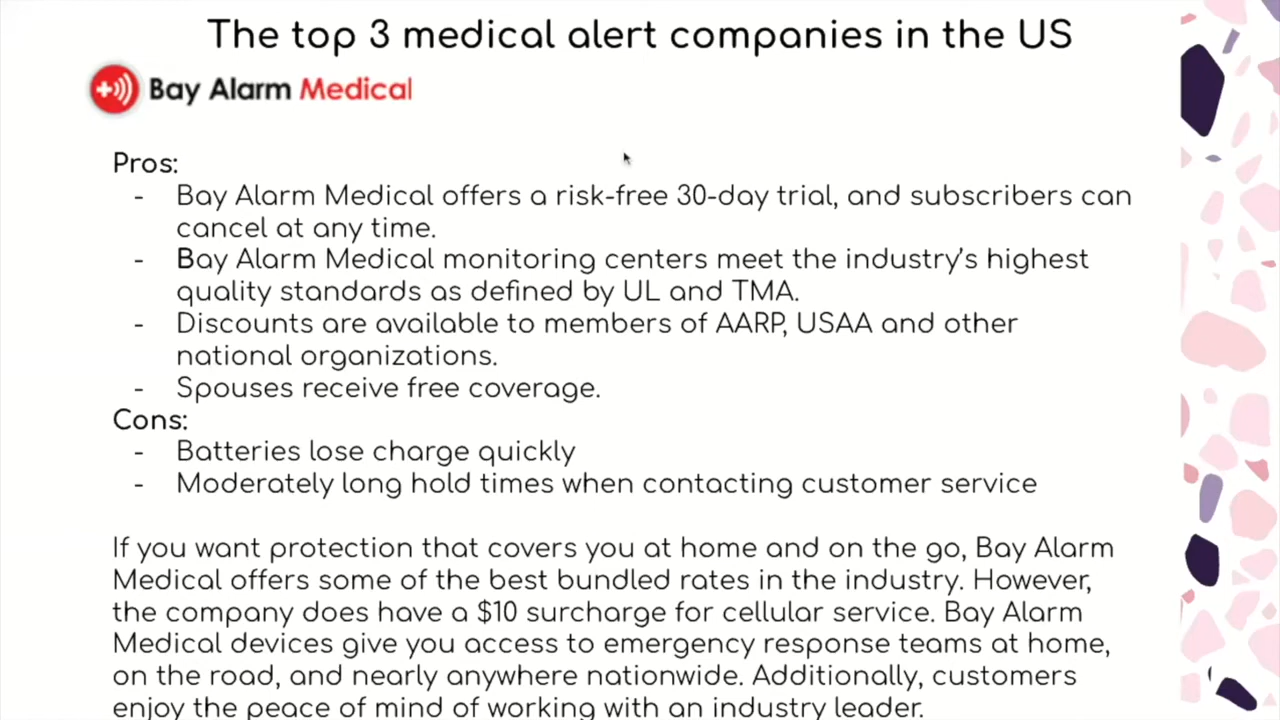 The top 3 medical alert companies in the US
Bay Alarm Medical
Pros:
- Bay Alarm Medical offers a risk-free 30-day trial, and subscribers can
cancel at any time.
- Bay Alarm Medical monitoring centers meet the industry's highest
quality standards as defined by UL and TMA.
- Discounts are available to members of AARP, USAA and other
national organizations.
- Spouses receive free coverage.
Cons:
- Batteries lose charge quickly
- Moderately long hold times when contacting customer service
If you want protection that covers you at home and on the go, Bay Alarm
Medical offers some of the best bundled rates in the industry. However,
the company does have a $10 surcharge for cellular service. Bay Alarm
Medical devices give you access to emergency response teams at home,
on the road, and nearly anywhere nationwide. Additionally, customers
enjoy the peace of mind of working with an industry leader.